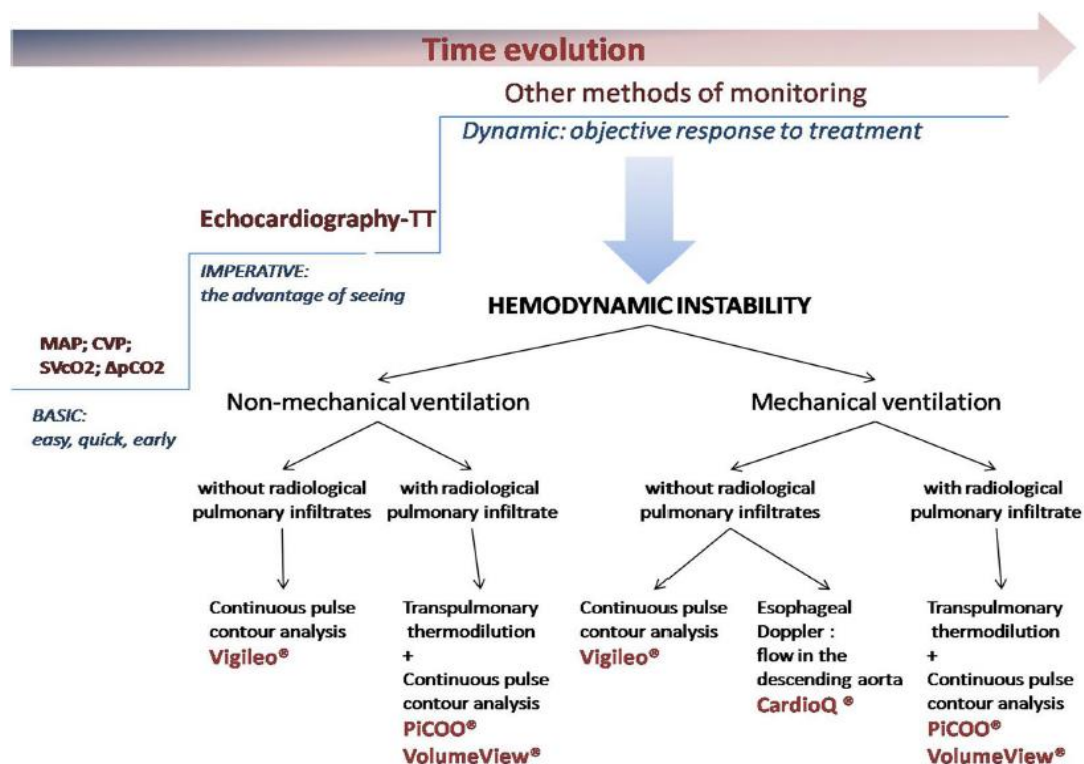 Time evolution
Other methods of monitoring
Dynamic: objective response to treatment
Echocardiography-TT
IMPERATIVE:
the advantage of seeing
MAP; CVP;
SVcO2; ΔpCO2
BASIC:
easy, quick, early
HEMODYNAMIC INSTABILITY
Non-mechanical ventilation
Mechanical ventilation
without radiological
pulmonary infiltrates
with radiological
pulmonary infiltrate
without radiological
pulmonary infiltrates
with radiological
pulmonary infiltrate
Continuous pulse
contour analysis
Vigileo®
Transpulmonary
thermodilution
+
Continuous pulse
contour analysis
PiCOO®
VolumeView®
Continuous pulse
contour analysis
Vigileo®
Esophageal
Doppler :
flow in the
descending aorta
CardioQ ®
Transpulmonary
thermodilution
+
Continuous pulse
contour analysis
PiCOO®
VolumeView®